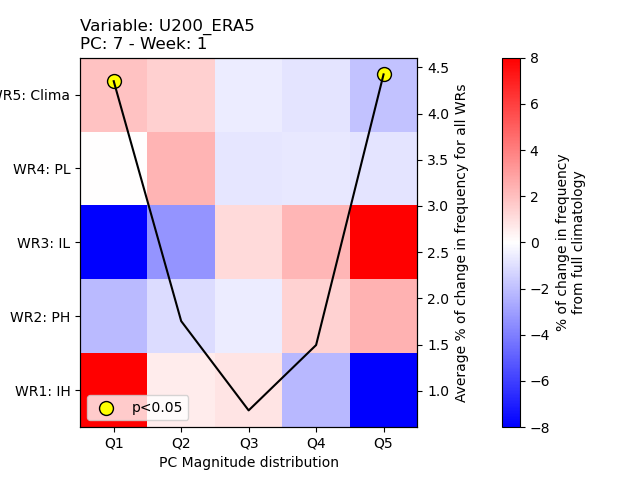 Variable: U200_ERA5
PC: 7 - Week: 1
WR5: Clima
WR4: PL
WR3: IL
WR2: PH
WR1: IH
p<0.05
Q1 Q2 Q3 Q4 Q5
PC Magnitude distribution
4.5
4.0
3.5
3.0
2.5
2.0
1.5
1.0
Average % of change in frequency for all WRs
8
6
4
2
0
−2
−4
−6
−8
% of change in frequency
from full climatology